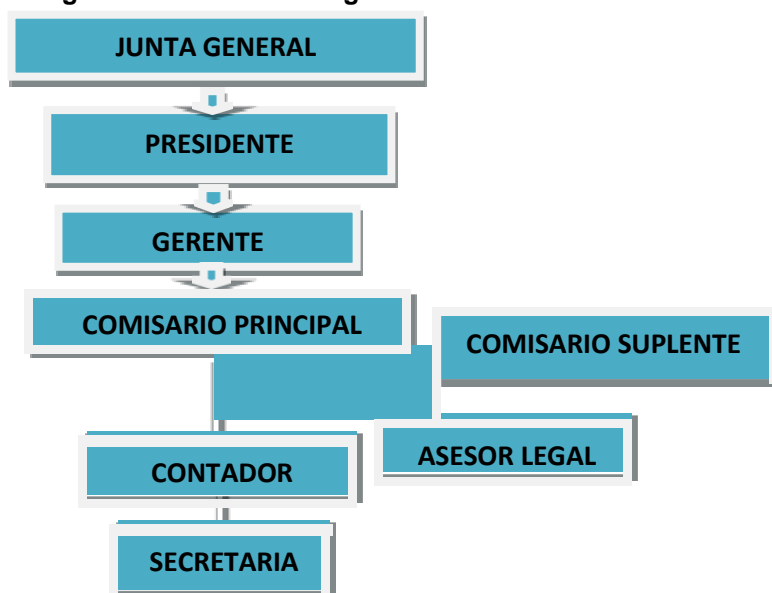 JUNTA GENERAL
PRESIDENTE
GERENTE
COMISARIO PRINCIPAL
COMISARIO SUPLENTE
ASESOR LEGAL
CONTADOR
SECRETARIA